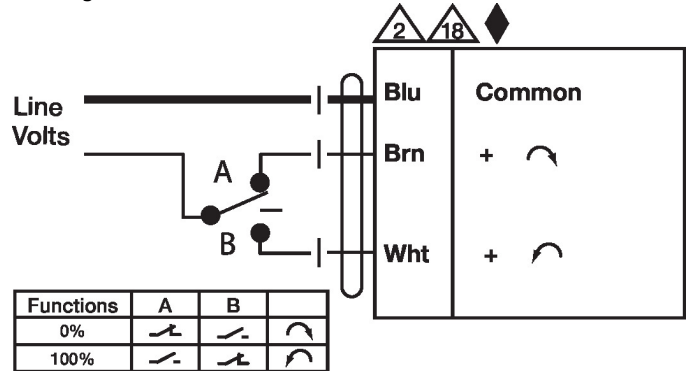 2 18
Line
Volts
Blu Common
Brn +
Wht +
A
B
Functions A B
0%
100%